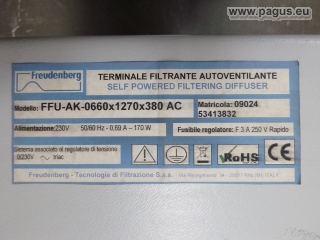 www.pagus.eu
Freudenberg
TERMINALE FILTRANTE AUTOVENTILANTE
SELF POWERED FILTERING DIFFUSER
Modello: FFU-AK-0660x1270x380 AC
Matricola: 09024
53413832
Alimentazione: 230V 50/60 Hz - 0,69 A - 170 W
Fusibile regolatore: F 3 A 250 V Rapido
Sistema associato al regolatore di tensione
0/230V triac
RoHS
Freudenberg - Tecnologie di Filtrazione S.a.s.